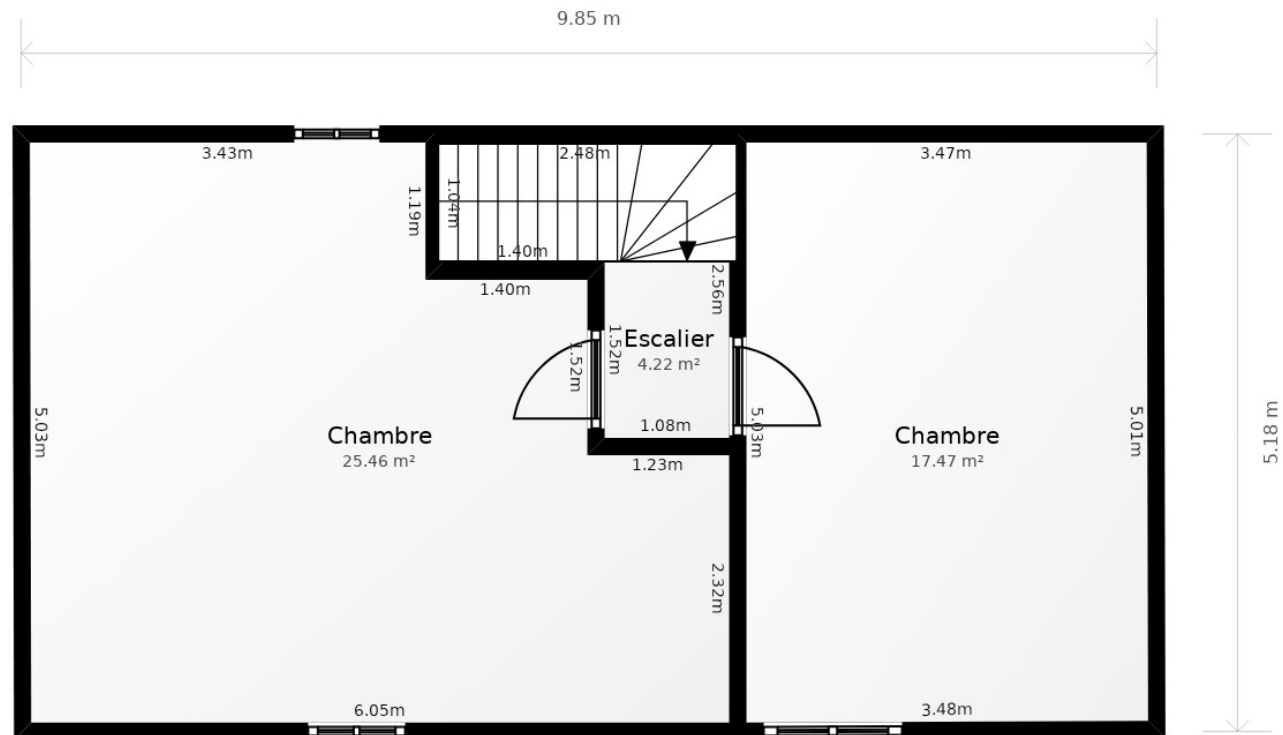 9.85 m
3.43m
2.48m
3.47m
1.19m
1.04m
1.40m
1.40m
2.56m
Escalier
4.22 m²
1.52m
1.52m
1.08m
1.23m
5.03m
Chambre
25.46 m²
5.03m
Chambre
17.47 m²
5.01m
5.18 m
2.32m
6.05m
3.48m